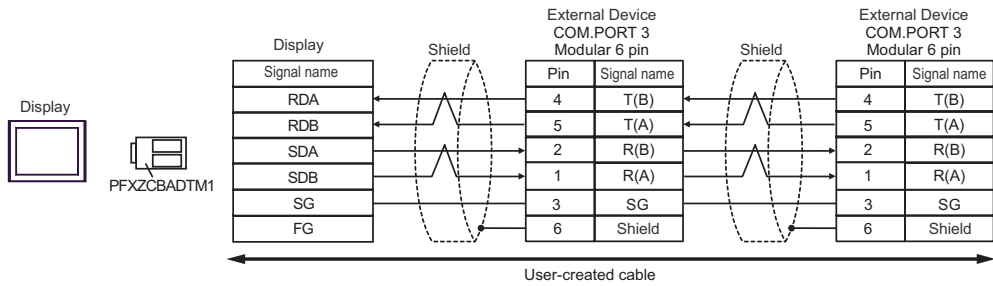 External Device
COM.PORT 3
Modular 6 pin
External Device
COM.PORT 3
Modular 6 pin
Display
Shield
Shield
Signal name
Pin Signal name
Pin Signal name
RDA 4 T(B) 4 T(B)
Display
RDB 5 T(A) 5 T(A)
SDA 2 R(B) 2 R(B)
SDB 1 R(A) 1 R(A)
PFXZCBADTM1
SG 3 SG 3 SG
FG 6 Shield 6 Shield
User-created cable